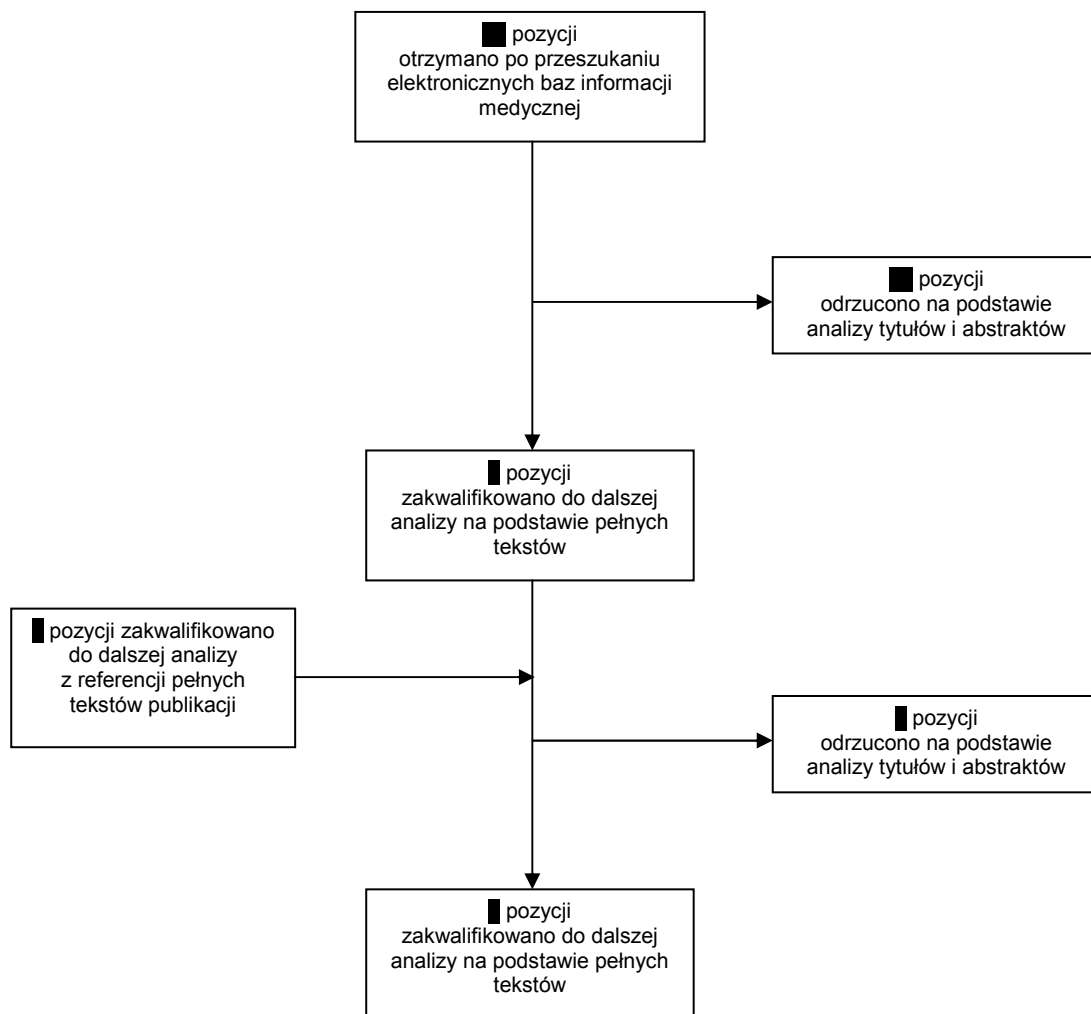 pozycji
otrzymano po przeszukaniu
elektronicznych baz informacji
medycznej
pozycji
odrzucono na podstawie
analizy tytułów i abstraktów
pozycji
zakwalifikowano do dalszej
analizy na podstawie pełnych
tekstów
pozycji zakwalifikowano
do dalszej analizy
z referencji pełnych
tekstów publikacji
pozycji
odrzucono na podstawie
analizy tytułów i abstraktów
pozycji
zakwalifikowano do dalszej
analizy na podstawie pełnych
tekstów